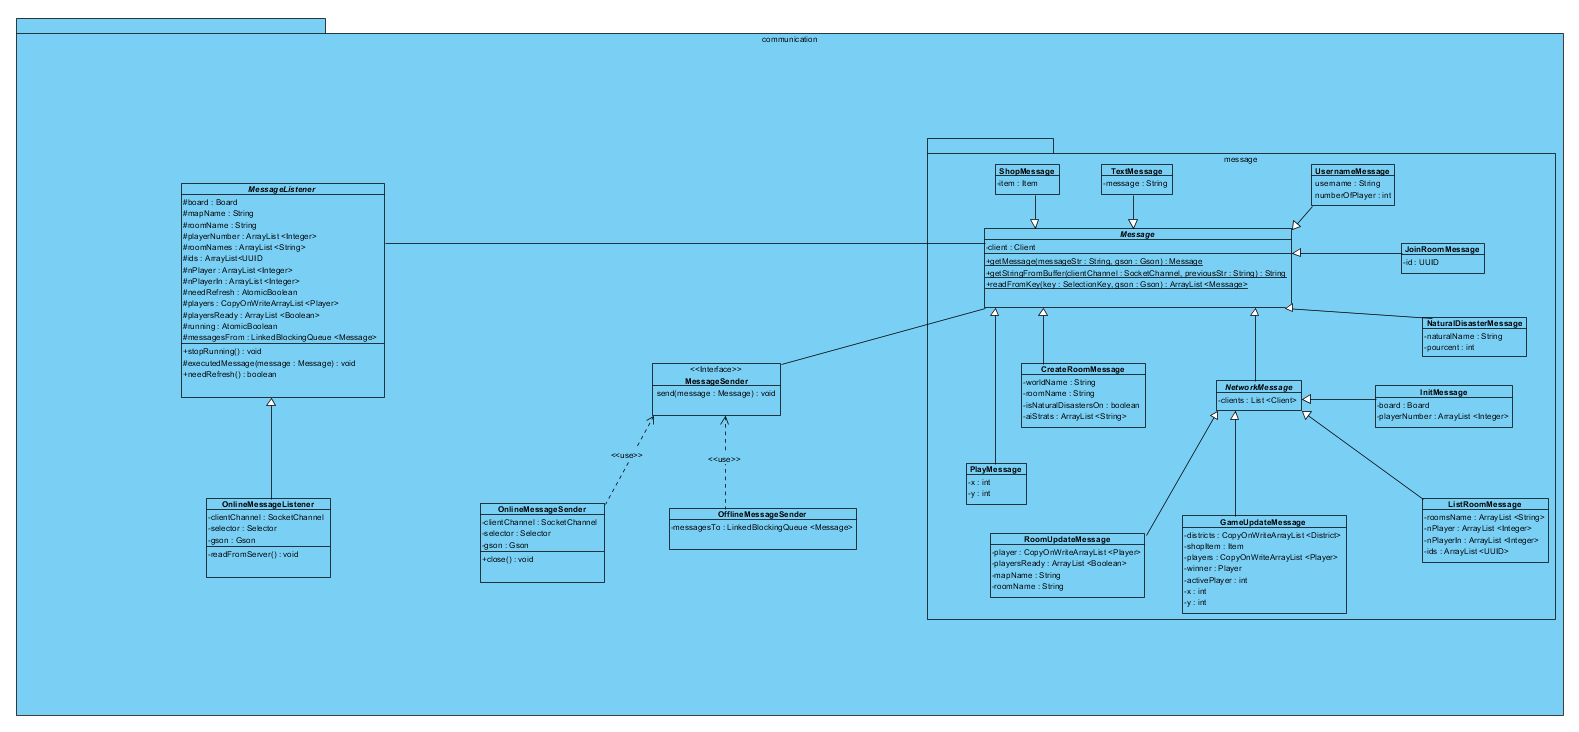 communication
MessageListener
#board : Board
#mapName : String
#roomName : String
#playerNumber : ArrayList <Integer>
#roomNames : ArrayList <String>
#ids : ArrayList<UUID
#nPlayer : ArrayList <Integer>
#nPlayerIn : ArrayList <Integer>
#needRefresh : AtomicBoolean
#players : CopyOnWriteArrayList <Player>
#playersReady : ArrayList <Boolean>
#running : AtomicBoolean
#messagesFrom : LinkedBlockingQueue <Message>
+stopRunning() : void
#executedMessage(message : Message) : void
+needRefresh() : boolean
OnlineMessageListener
-clientChannel : SocketChannel
-selector : Selector
-gson : Gson
-readFromServer() : void
<<Interface>>
MessageSender
send(message : Message) : void
<<use>>
<<use>>
OnlineMessageSender
-clientChannel : SocketChannel
-selector : Selector
-gson : Gson
+close() : void
OfflineMessageSender
-messagesTo : LinkedBlockingQueue <Message>
message
ShopMessage
-item : Item
TextMessage
-message : String
UsernameMessage
username : String
numberOfPlayer : int
Message
-client : Client
+getMessage(messageStr : String, gson : Gson) : Message
+getStringFromBuffer(clientChannel : SocketChannel, previousStr : String) : String
+readFromKey(key : SelectionKey, gson : Gson) : ArrayList <Message>
JoinRoomMessage
-id : UUID
NaturalDisasterMessage
-naturalName : String
-pourcent : int
CreateRoomMessage
-worldName : String
-roomName : String
-isNaturalDisastersOn : boolean
-aiStrats : ArrayList <String>
NetworkMessage
-clients : List <Client>
InitMessage
-board : Board
-playerNumber : ArrayList <Integer>
PlayMessage
-x : int
-y : int
RoomUpdateMessage
-player : CopyOnWriteArrayList <Player>
-playersReady : ArrayList <Boolean>
-mapName : String
-roomName : String
GameUpdateMessage
-districts : CopyOnWriteArrayList <District>
-shopItem : Item
-players : CopyOnWriteArrayList <Player>
-winner : Player
-activePlayer : int
-x : int
-y : int
ListRoomMessage
-roomsName : ArrayList <String>
-nPlayer : ArrayList <Integer>
-nPlayerIn : ArrayList <Integer>
-ids : ArrayList <UUID>